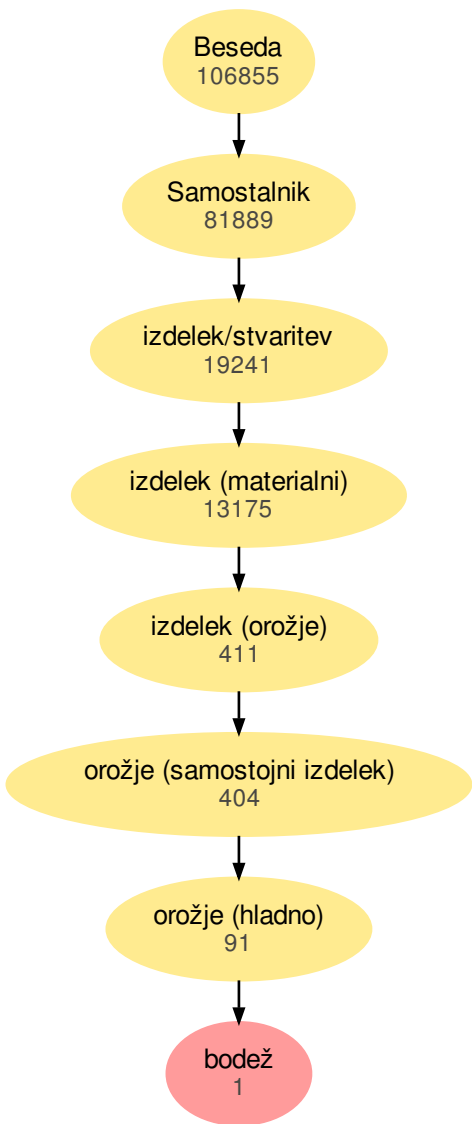 Beseda
106855
Samostalnik
81889
izdelek/stvaritev
19241
izdelek (materialni)
13175
izdelek (orožje)
411
orožje (samostojni izdelek)
404
orožje (hladno)
91
bodež
1